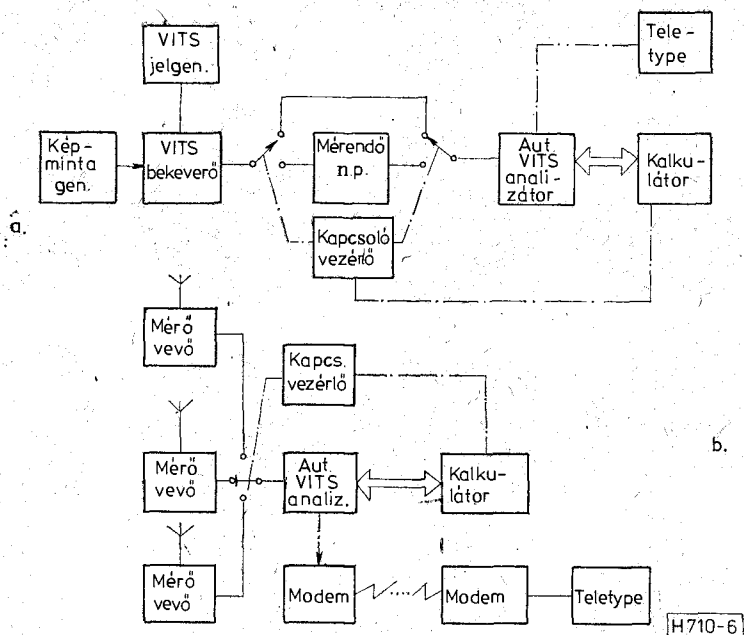 VITS
jelgen.
Tele-
type
Kép-
minta
gen.
VITS
bekeverő
Mérendő
n.p.
Aut.
VITS
anali-
zátor
Kalku-
látor
Kapcsoló
vezérlő
a.
Mérő
vevő
Kapcs.
vezérlő
Mérő
vevő
Aut.
VITS
analiz.
Kalku-
látor
b.
Mérő
vevő
Modem
Modem
Teletype
H710-6